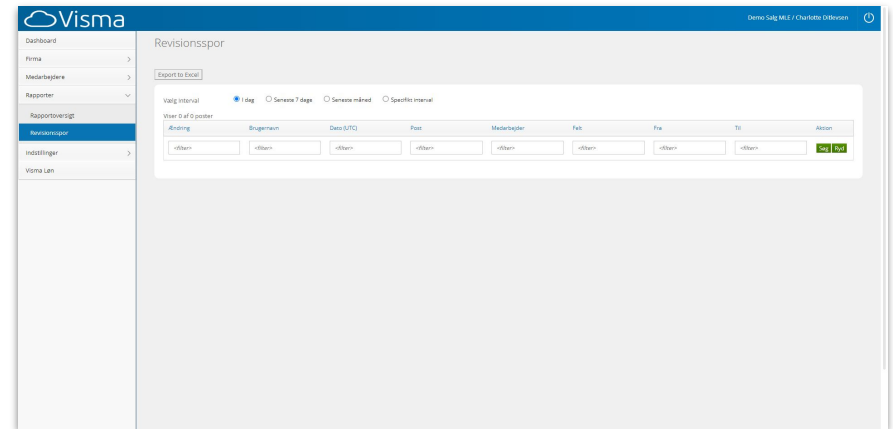 Visma
Demo Salg MLE / Charlotte Ditlevsen
Dashboard
Firma
Medarbejdere
Rapporter
Rapportoversigt
Revisionsspor
Indstillinger
Visma Løn
Revisionsspor
Export to Excel
Vælg Interval I dag Seneste 7 dage Seneste måned Specifikt interval
Viser 0 af 0 poster
Ændring Brugernavn Dato (UTC) Post Medarbejder Felt Fra Til Aktion
<filter> <filter> <filter> <filter> <filter> <filter> <filter> <filter> Søg Ryd